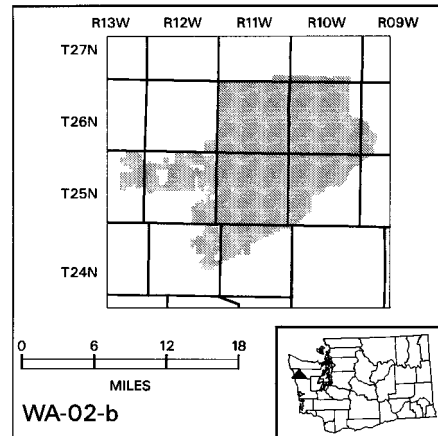 R13W R12W R11W R10W R09W
T27N
T26N
T25N
T24N
0 6 12 18
MILES
WA-02-b